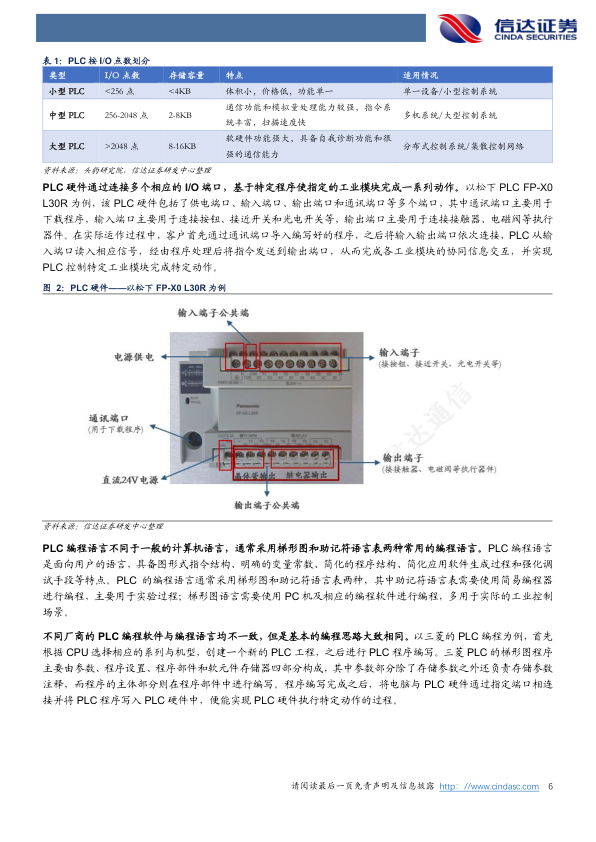 信达证券
CINDA SECURITIES
表 1：PLC 按 I/O 点数划分
类型 I/O 点数 存储容量 特点 适用情况
小型 PLC <256 点 <4KB 体积小，价格低，功能单一 单一设备/小型控制系统
中型 PLC 256-2048 点 2-8KB 通信功能和模拟量处理能力较强，指令系 多机系统/大型控制系统
统丰富，扫描速度快
大型 PLC >2048 点 8-16KB 软硬件功能强大，具备自我诊断功能和很 分布式控制系统/集散控制网络
强的通信能力
资料来源：头豹研究院，信达证券研发中心整理
PLC 硬件通过连接多个相应的 I/O 端口，基于特定程序使指定的工业模块完成一系列动作。以松下 PLC FP-X0
L30R 为例，该 PLC 硬件包括了供电端口、输入端口、输出端口和通讯端口等多个端口，其中通讯端口主要用于
下载程序，输入端口主要用于连接按钮、接近开关和光电开关等，输出端口主要用于连接接触器、电磁阀等执行
器件。在实际运作过程中，客户首先通过通讯端口导入编写好的程序，之后将输入输出端口依次连接，PLC 从输
入端口读入相应信号，经由程序处理后将指令发送到输出端口，从而完成各工业模块的协同信息交互，并实现
PLC 控制特定工业模块完成特定动作。
图 2：PLC 硬件——以松下 FP-X0 L30R 为例
输入端子公共端
电源供电
输入端子
(接按钮、接近开关、光电开关等)
Panasonic
FP-X0 L30R
通讯端口
(用于下载程序)
信达通信
输出端子
(接接触器、电磁阀等执行器件)
直流24V电源
晶体管输出 继电器输出
输出端子公共端
资料来源：信达证券研发中心整理
PLC 编程语言不同于一般的计算机语言，通常采用梯形图和助记符语言表两种常用的编程语言。PLC 编程语言
是面向用户的语言，具备图形式指令结构、明确的变量常数、简化的程序结构、简化应用软件生成过程和强化调
试手段等特点。PLC 的编程语言通常采用梯形图和助记符语言表两种，其中助记符语言表需要使用简易编程器
进行编程，主要用于实验过程；梯形图语言需要使用 PC 机及相应的编程软件进行编程，多用于实际的工业控制
场景。
不同厂商的 PLC 编程软件与编程语言均不一致，但是基本的编程思路大致相同。以三菱的 PLC 编程为例，首先
根据 CPU 选择相应的系列与机型，创建一个新的 PLC 工程，之后进行 PLC 程序编写。三菱 PLC 的梯形图程序
主要由参数、程序设置、程序部件和软元件存储器四部分构成，其中参数部分除了存储参数之外还负责存储参数
注释，而程序的主体部分则在程序部件中进行编写。程序编写完成之后，将电脑与 PLC 硬件通过指定端口相连
接并将 PLC 程序写入 PLC 硬件中，便能实现 PLC 硬件执行特定动作的过程。
请阅读最后一页免责声明及信息披露 http：//www.cindasc.com 6